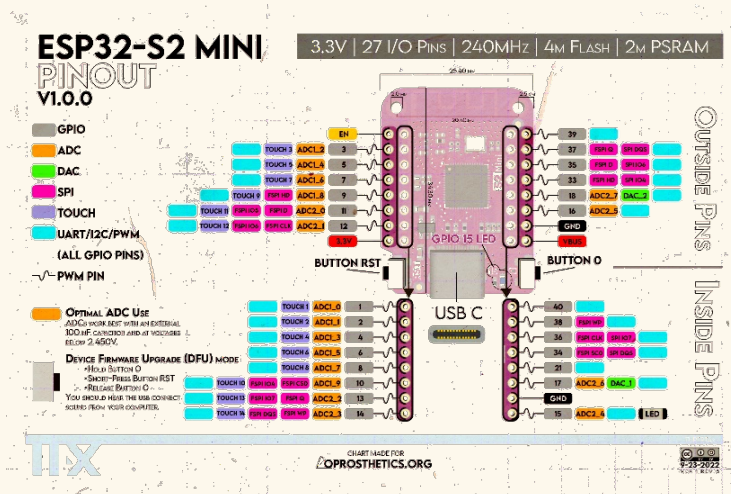 ESP32-S2 MINI
PINOUT
V1.0.0
3.3V | 27 I/O PINS | 240MHZ | 4M FLASH | 2M PSRAM
GPIO
ADC
DAC
SPI
TOUCH
UART/I2C/PWM
(ALL GPIO PINS)
PWM PIN
OPTIMAL ADC USE
ADCS WORK BEST WITH AN EXTERNAL
100 NF CAPACITOR AND AT VOLTAGES
BELOW 2.450V.
DEVICE FIRMWARE UPGRADE (DFU) MODE
•HOLD BUTTON 0
•SHORT-PRESS BUTTON RST
•RELEASE BUTTON 0
YOU SHOULD HEAR THE USB CONNECT
SOUND FROM YOUR COMPUTER.
EN
TOUCH 3 ADC1_2 3
TOUCH 5 ADC1_4 5
TOUCH 7 ADC1_6 7
TOUCH 9 FSPI HD ADC1_8 9
TOUCH 11 FSPI IO5 FSPI D ADC2_0 11
TOUCH 12 FSPI IO6 FSPI CLK ADC2_1 12
3.3V
39
37 FSPI Q SPI DQS
35 FSPI D SPI IO6
33 FSPI HD SPI IO4
18 ADC2_7 DAC_2
16 ADC2_5
GND
VBUS
OUTSIDE PINS
GPIO 15 LED
BUTTON RST
BUTTON 0
USB C
TOUCH 1 ADC1_0 1
TOUCH 2 ADC1_1 2
TOUCH 4 ADC1_3 4
TOUCH 6 ADC1_5 6
TOUCH 8 ADC1_7 8
TOUCH 10 FSPI IO4 FSPI CS0 ADC1_9 10
TOUCH 13 FSPI IO7 FSPI Q ADC2_2 13
TOUCH 14 FSPI DQS FSPI WP ADC2_3 14
40
38 FSPI WP
36 FSPI CLK SPI IO7
34 FSPI SC0 SPI IO5
21
17 ADC2_6 DAC_1
GND
15 ADC2_4 LED
INSIDE PINS
CHART MADE FOR
OPROSTHETICS.ORG
9-23-2022